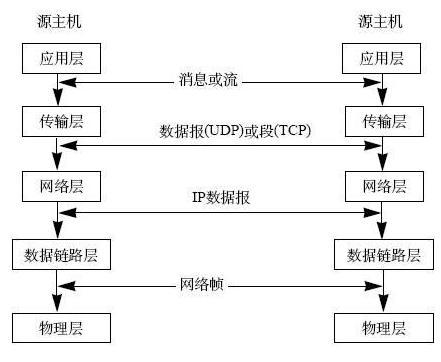 源主机 源主机
应用层 应用层
消息或流
传输层 传输层
数据报(UDP)或段(TCP)
网络层 网络层
IP数据报
数据链路层 数据链路层
网络帧
物理层 物理层